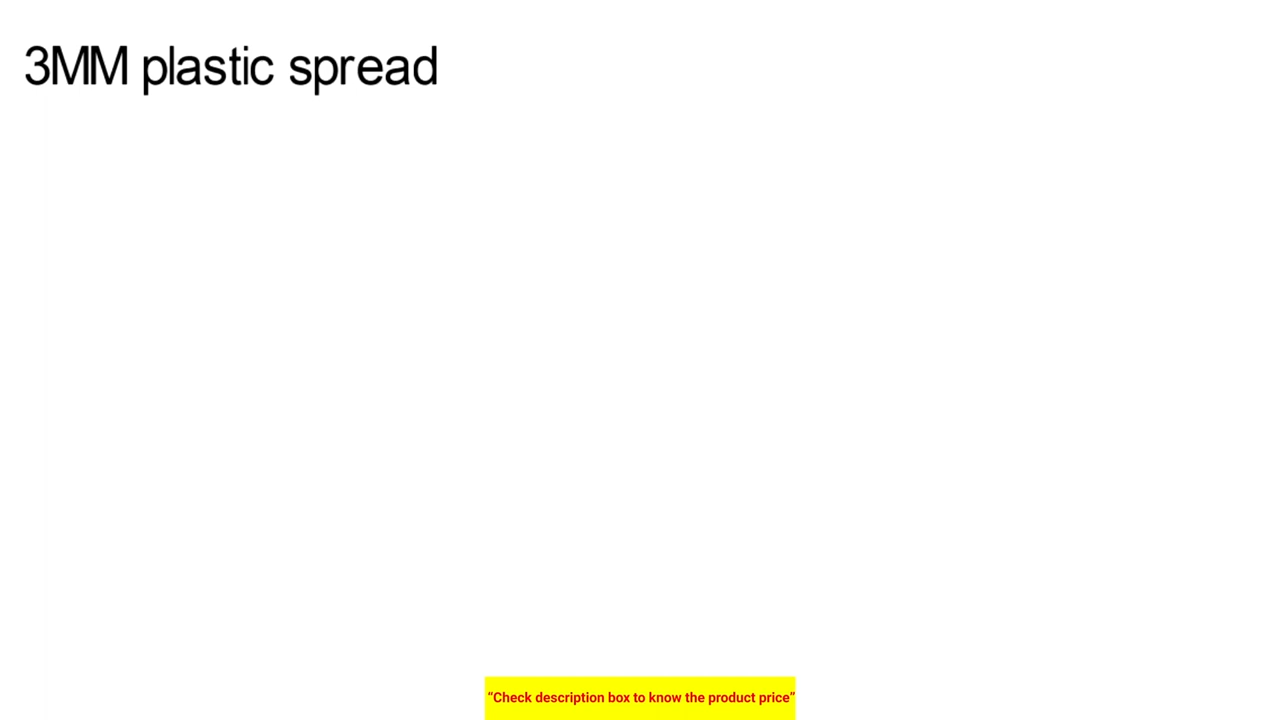 3MM plastic spread
“Check description box to know the product price”